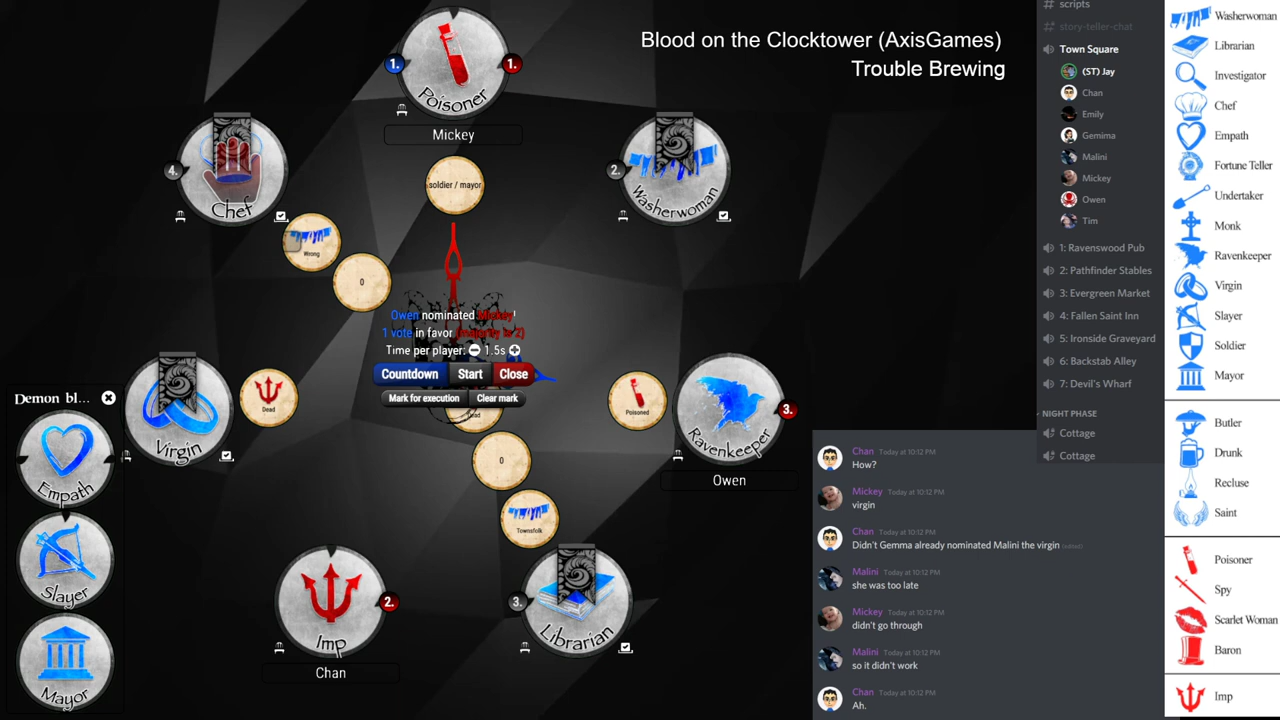 Blood on the Clocktower (AxisGames)
Trouble Brewing
1.
Poisoner
1.
Mickey
soldier / mayor
4.
Chef
2.
Washerwoman
Wrong
0
Owen nominated Mickey!
1 vote in favor (majority is 2)
Time per player: 1.5s
Countdown
Start
Close
Mark for execution
Clear mark
Virgin
Dead
Dead
Poisoned
3.
Ravenkeeper
Owen
0
Townsfolk
Demon bl...
Empath
Slayer
Mayor
Imp
2.
Chan
3.
Librarian
# scripts
# story-teller-chat
Town Square
(ST) Jay
Chan
Emily
Gemima
Malini
Mickey
Owen
Tim
1: Ravenswood Pub
2: Pathfinder Stables
3: Evergreen Market
4: Fallen Saint Inn
5: Ironside Graveyard
6: Backstab Alley
7: Devil's Wharf
NIGHT PHASE
Cottage
Cottage
Chan Today at 10:12 PM
How?
Mickey Today at 10:12 PM
virgin
Chan Today at 10:12 PM
Didn't Gemma already nominated Malini the virgin (edited)
Malini Today at 10:12 PM
she was too late
Mickey Today at 10:12 PM
didn't go through
Malini Today at 10:12 PM
so it didn't work
Chan Today at 10:12 PM
Ah.
Washerwoman
Librarian
Investigator
Chef
Empath
Fortune Teller
Undertaker
Monk
Ravenkeeper
Virgin
Slayer
Soldier
Mayor
Butler
Drunk
Recluse
Saint
Poisoner
Spy
Scarlet Woman
Baron
Imp